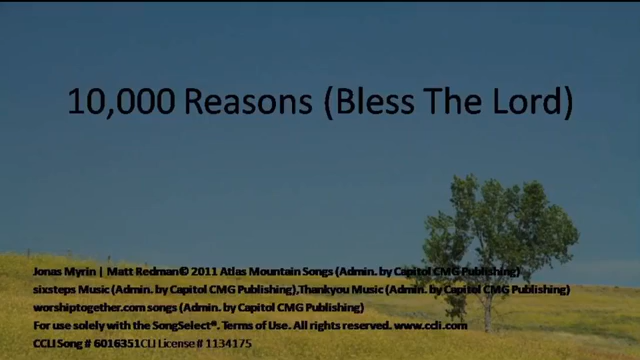 10,000 Reasons (Bless The Lord)
Jonas Myrin | Matt Redman© 2011 Atlas Mountain Songs (Admin. by Capitol CMG Publishing)
sixsteps Music (Admin. by Capitol CMG Publishing),Thankyou Music (Admin. by Capitol CMG Publishing)
worshiptogether.com songs (Admin. by Capitol CMG Publishing)
For use solely with the SongSelect®. Terms of Use. All rights reserved. www.ccli.com
CCLI Song # 6016351CLI License # 1134175